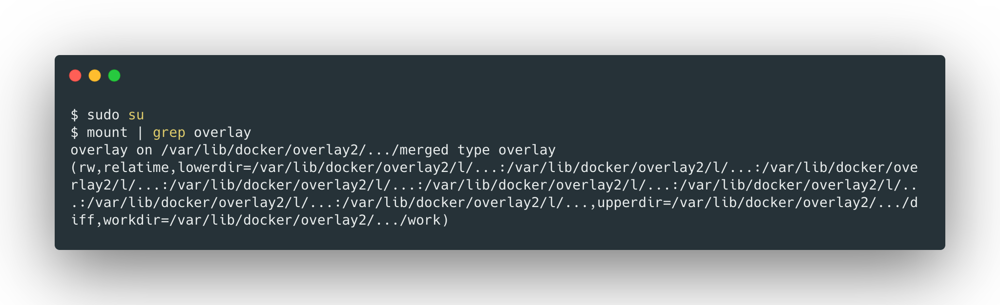 $ sudo su
$ mount | grep overlay
overlay on /var/lib/docker/overlay2/.../merged type overlay
(rw,relatime,lowerdir=/var/lib/docker/overlay2/l/...:/var/lib/docker/overlay2/l/...:/var/lib/docker/ove
rlay2/l/...:/var/lib/docker/overlay2/l/...:/var/lib/docker/overlay2/l/...:/var/lib/docker/overlay2/l/..
.:/var/lib/docker/overlay2/l/...:/var/lib/docker/overlay2/l/...,upperdir=/var/lib/docker/overlay2/.../d
iff,workdir=/var/lib/docker/overlay2/.../work)